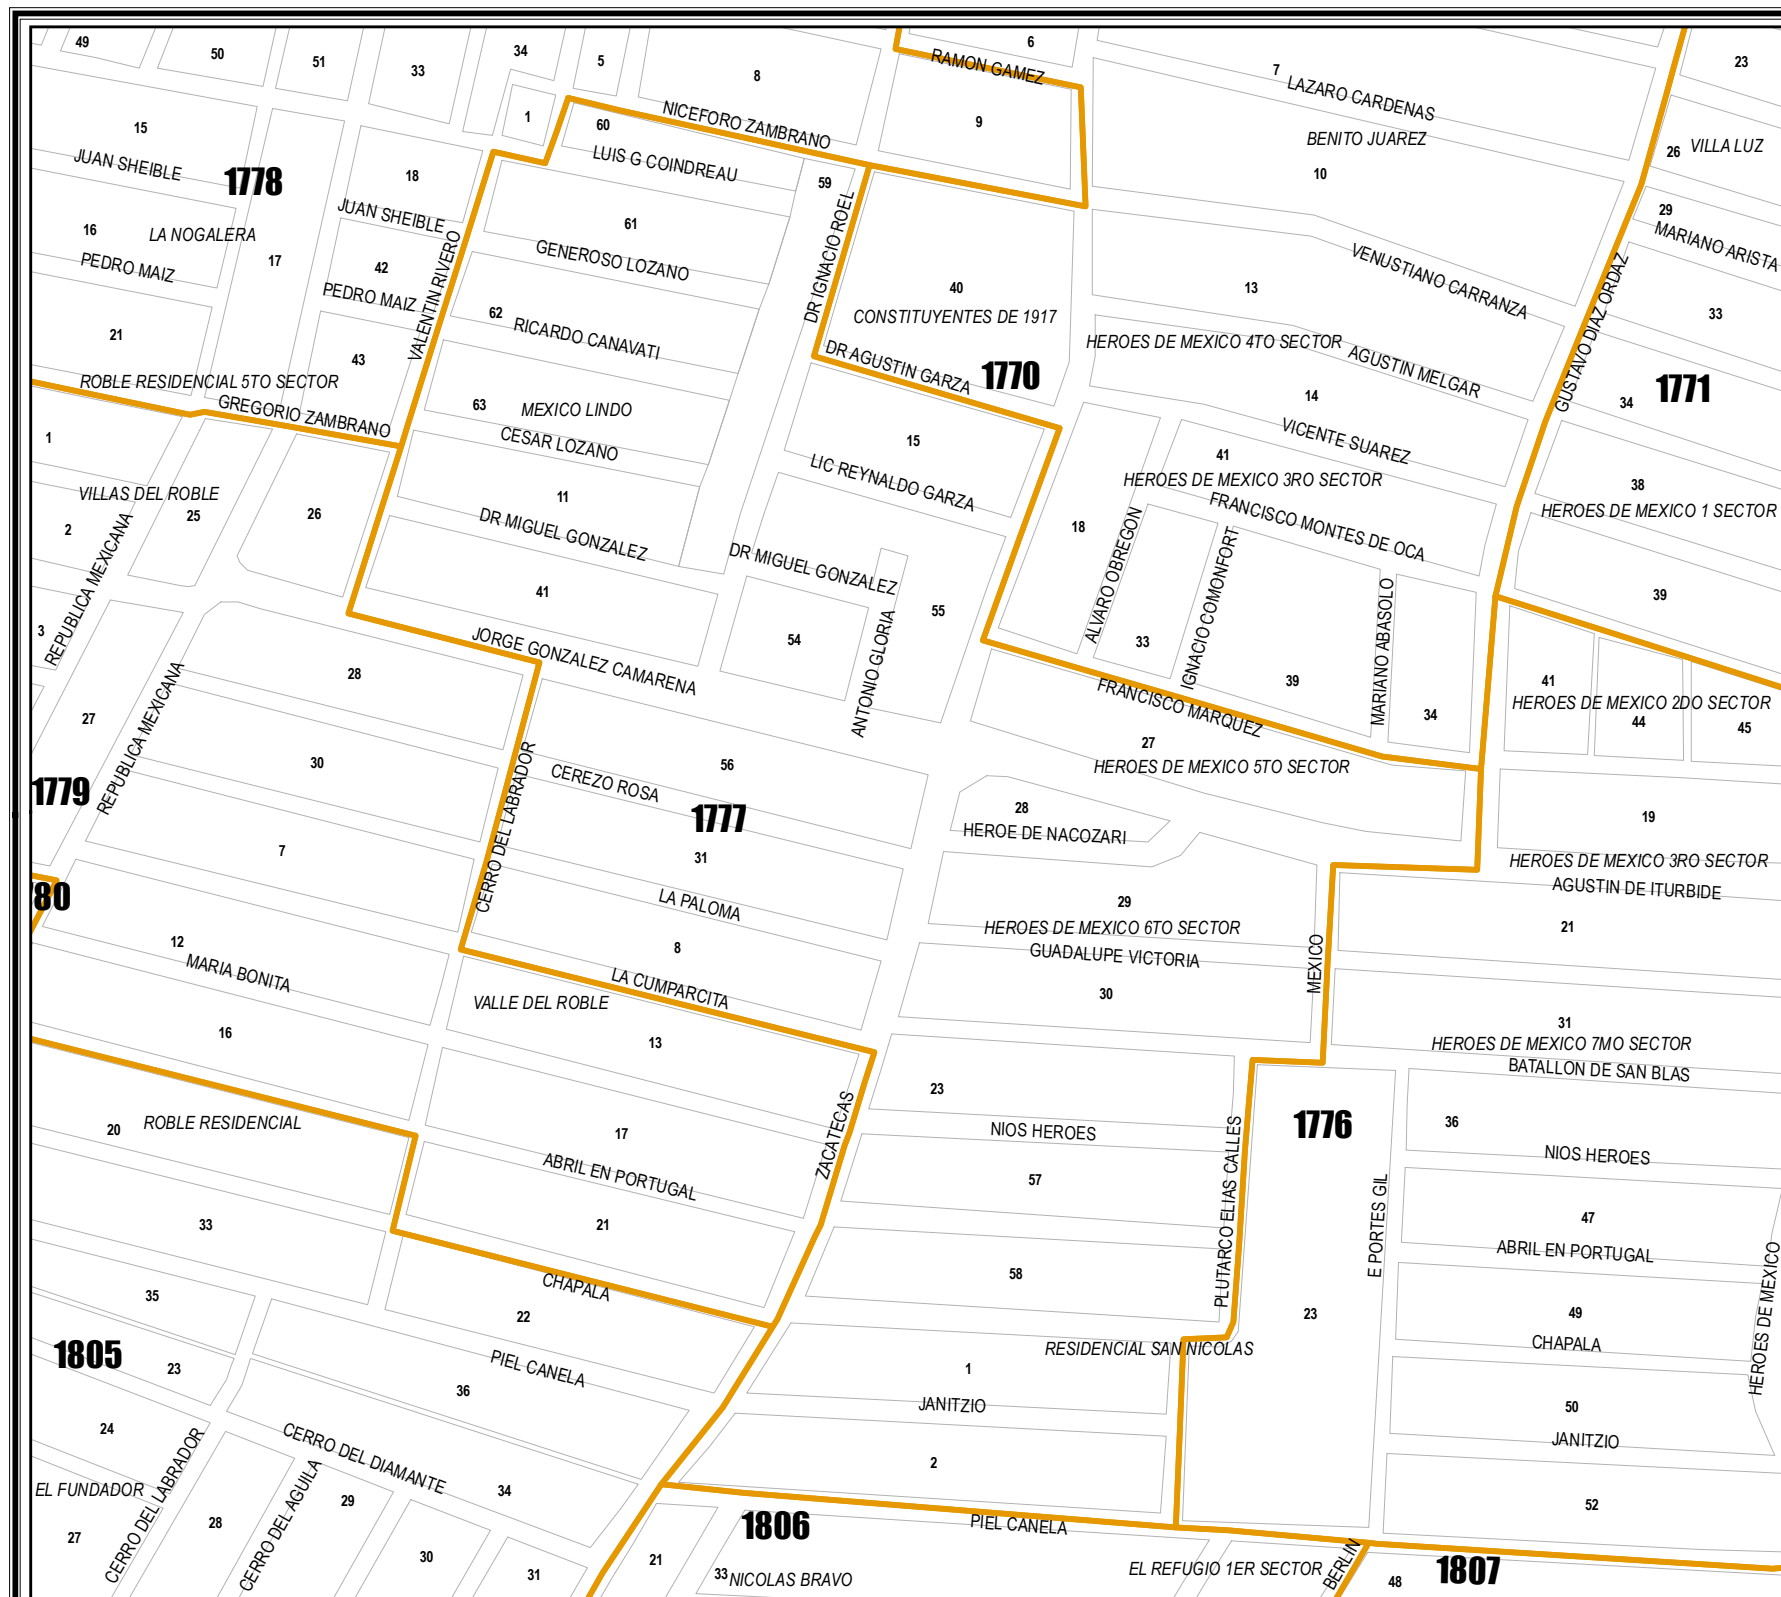 49
50
51
33
34
5
8
6
RAMON GAMEZ
7
LAZARO CARDENAS
23
15
JUAN SHEIBLE
1778
1
60
NICEFORO ZAMBRANO
9
BENITO JUAREZ
26
VILLA LUZ
LUIS G COINDREAU
18
JUAN SHEIBLE
59
10
16
LA NOGALERA
PEDRO MAIZ
17
42
PEDRO MAIZ
VALENTIN RIVERO
61
GENEROSO LOZANO
DR IGNACIO ROEL
40
CONSTITUYENTES DE 1917
VENUSTIANO CARRANZA
13
29
MARIANO ARISTA
GUSTAVO DIAZ ORDAZ
33
21
43
62
RICARDO CANAVATI
DR AGUSTIN GARZA
1770
HEROES DE MEXICO 4TO SECTOR
AGUSTIN MELGAR
ROBLE RESIDENCIAL 5TO SECTOR
GREGORIO ZAMBRANO
63
MEXICO LINDO
CESAR LOZANO
14
VICENTE SUAREZ
1771
34
1
15
LIC REYNALDO GARZA
41
HEROES DE MEXICO 3RO SECTOR
FRANCISCO MONTES DE OCA
38
HEROES DE MEXICO 1 SECTOR
VILLAS DEL ROBLE
25
26
2
REPUBLICA MEXICANA
11
DR MIGUEL GONZALEZ
DR MIGUEL GONZALEZ
18
ALVARO OBREGON
IGNACIO COMONFORT
MARIANO ABASOLO
39
3
41
JORGE GONZALEZ CAMARENA
54
55
ANTONIO GLORIA
33
39
34
41
HEROES DE MEXICO 2DO SECTOR
44
45
28
27
REPUBLICA MEXICANA
FRANCISCO MARQUEZ
27
HEROES DE MEXICO 5TO SECTOR
1779
30
CERRO DEL LABRADOR
CEREZO ROSA
56
1777
28
HEROE DE NACOZARI
19
HEROES DE MEXICO 3RO SECTOR
AGUSTIN DE ITURBIDE
7
31
LA PALOMA
780
29
HEROES DE MEXICO 6TO SECTOR
GUADALUPE VICTORIA
21
12
MARIA BONITA
8
LA CUMPARCITA
VALLE DEL ROBLE
30
MEXICO
16
13
31
HEROES DE MEXICO 7MO SECTOR
BATALLON DE SAN BLAS
23
NIOS HEROES
1776
36
NIOS HEROES
20
ROBLE RESIDENCIAL
17
ABRIL EN PORTUGAL
ZACATECAS
57
PLUTARCO ELIAS CALLES
E PORTES GIL
47
ABRIL EN PORTUGAL
33
21
58
HEROES DE MEXICO
35
CHAPALA
22
23
49
CHAPALA
1805
23
PIEL CANELA
RESIDENCIAL SAN NICOLAS
1
JANITZIO
36
50
JANITZIO
24
CERRO DEL DIAMANTE
2
EL FUNDADOR
CERRO DEL LABRADOR
CERRO DEL AGUILA
29
34
52
27
28
1806
PIEL CANELA
30
31
21
33
NICOLAS BRAVO
EL REFUGIO 1ER SECTOR
BERLIN
48
1807